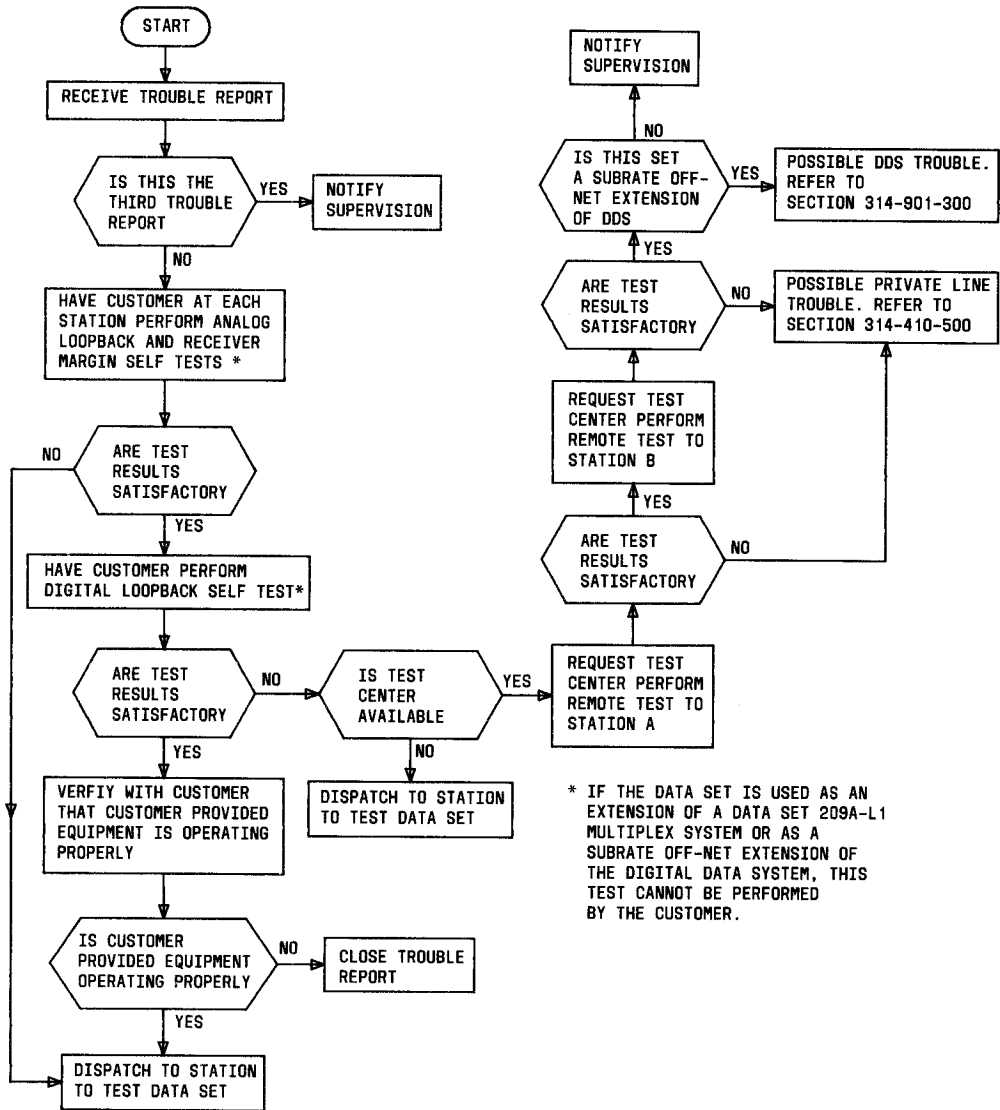 START
RECEIVE TROUBLE REPORT
IS THIS THE
THIRD TROUBLE
REPORT
YES
NOTIFY
SUPERVISION
NO
HAVE CUSTOMER AT EACH
STATION PERFORM ANALOG
LOOPBACK AND RECEIVER
MARGIN SELF TESTS *
NO
ARE TEST
RESULTS
SATISFACTORY
YES
HAVE CUSTOMER PERFORM
DIGITAL LOOPBACK SELF TEST*
ARE TEST
RESULTS
SATISFACTORY
NO
IS TEST
CENTER
AVAILABLE
YES
NO
DISPATCH TO STATION
TO TEST DATA SET
YES
VERFIY WITH CUSTOMER
THAT CUSTOMER PROVIDED
EQUIPMENT IS OPERATING
PROPERLY
IS CUSTOMER
PROVIDED EQUIPMENT
OPERATING PROPERLY
NO
CLOSE TROUBLE
REPORT
YES
DISPATCH TO STATION
TO TEST DATA SET
NOTIFY
SUPERVISION
NO
IS THIS SET
A SUBRATE OFF-
NET EXTENSION
OF DDS
YES
POSSIBLE DDS TROUBLE.
REFER TO
SECTION 314-901-300
YES
ARE TEST
RESULTS
SATISFACTORY
NO
POSSIBLE PRIVATE LINE
TROUBLE. REFER TO
SECTION 314-410-500
REQUEST TEST
CENTER PERFORM
REMOTE TEST TO
STATION B
YES
ARE TEST
RESULTS
SATISFACTORY
NO
REQUEST TEST
CENTER PERFORM
REMOTE TEST TO
STATION A
* IF THE DATA SET IS USED AS AN
EXTENSION OF A DATA SET 209A-L1
MULTIPLEX SYSTEM OR AS A
SUBRATE OFF-NET EXTENSION OF
THE DIGITAL DATA SYSTEM, THIS
TEST CANNOT BE PERFORMED
BY THE CUSTOMER.